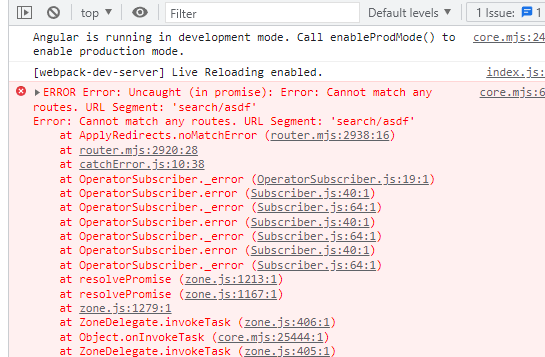 top ▼ Filter Default levels ▼ 1 Issue: 1
Angular is running in development mode. Call enableProdMode() to core.mjs:24
enable production mode.
[webpack-dev-server] Live Reloading enabled. index.js:
▶ERROR Error: Uncaught (in promise): Error: Cannot match any core.mjs:6
routes. URL Segment: 'search/asdf'
Error: Cannot match any routes. URL Segment: 'search/asdf'
at ApplyRedirects.noMatchError (router.mjs:2938:16)
at router.mjs:2920:28
at catchError.js:10:38
at OperatorSubscriber._error (OperatorSubscriber.js:19:1)
at OperatorSubscriber.error (Subscriber.js:40:1)
at OperatorSubscriber._error (Subscriber.js:64:1)
at OperatorSubscriber.error (Subscriber.js:40:1)
at OperatorSubscriber._error (Subscriber.js:64:1)
at OperatorSubscriber.error (Subscriber.js:40:1)
at OperatorSubscriber._error (Subscriber.js:64:1)
at resolvePromise (zone.js:1213:1)
at resolvePromise (zone.js:1167:1)
at zone.js:1279:1
at ZoneDelegate.invokeTask (zone.js:406:1)
at Object.onInvokeTask (core.mjs:25444:1)
at ZoneDelegate.invokeTask (zone.js:405:1)